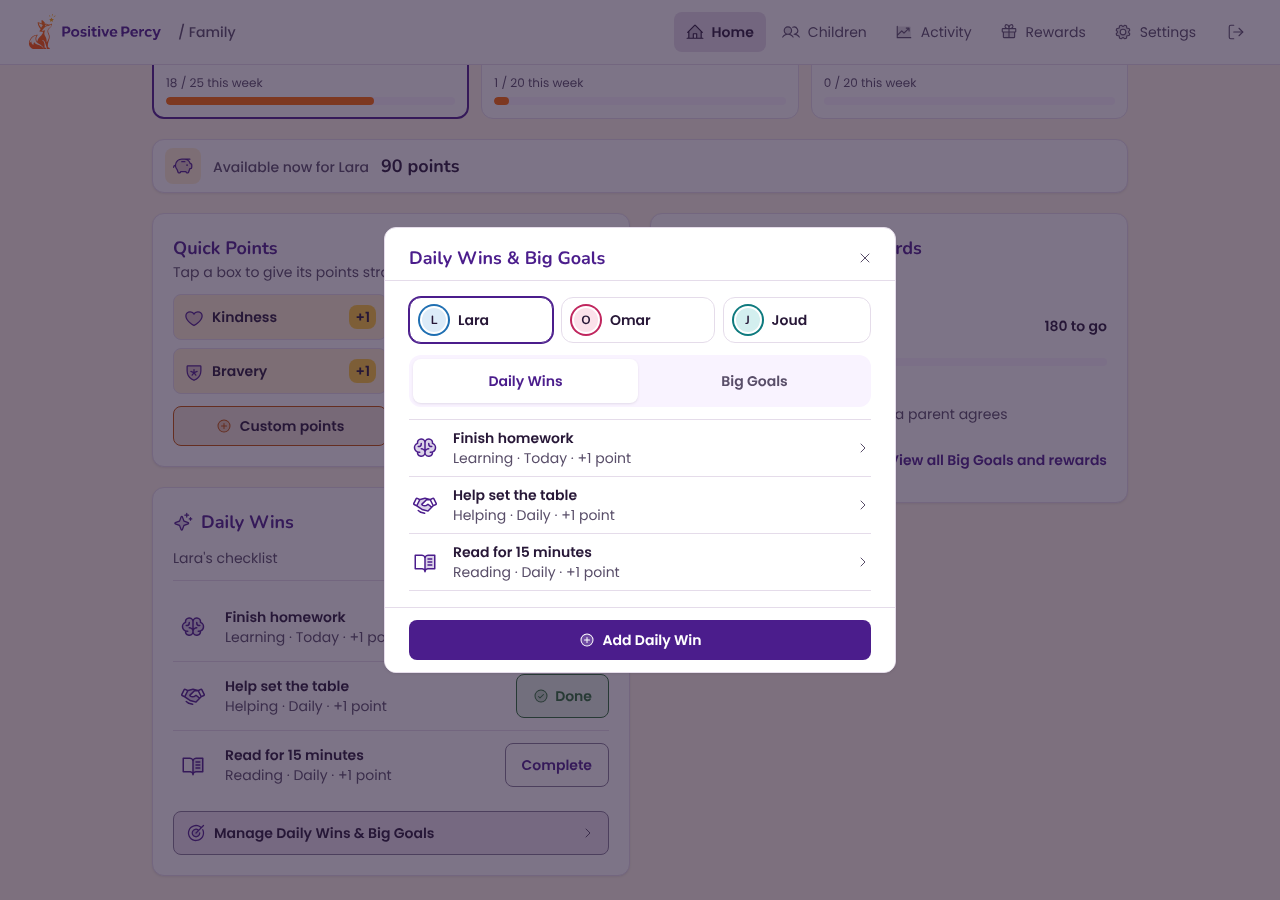 Positive Percy / Family
Home
Children
Activity
Rewards
Settings
18 / 25 this week
1 / 20 this week
0 / 20 this week
Available now for Lara 90 points
Quick Points
Tap a box to give its points
Kindness +1
Bravery +1
Custom points
180 to go
a parent agrees
View all Big Goals and rewards
Daily Wins
Lara's checklist
Finish homework
Learning · Today · +1
Help set the table
Helping · Daily · +1 point
Done
Read for 15 minutes
Reading · Daily · +1 point
Complete
Manage Daily Wins & Big Goals
Daily Wins & Big Goals
L Lara
O Omar
J Joud
Daily Wins
Big Goals
Finish homework
Learning · Today · +1 point
Help set the table
Helping · Daily · +1 point
Read for 15 minutes
Reading · Daily · +1 point
Add Daily Win